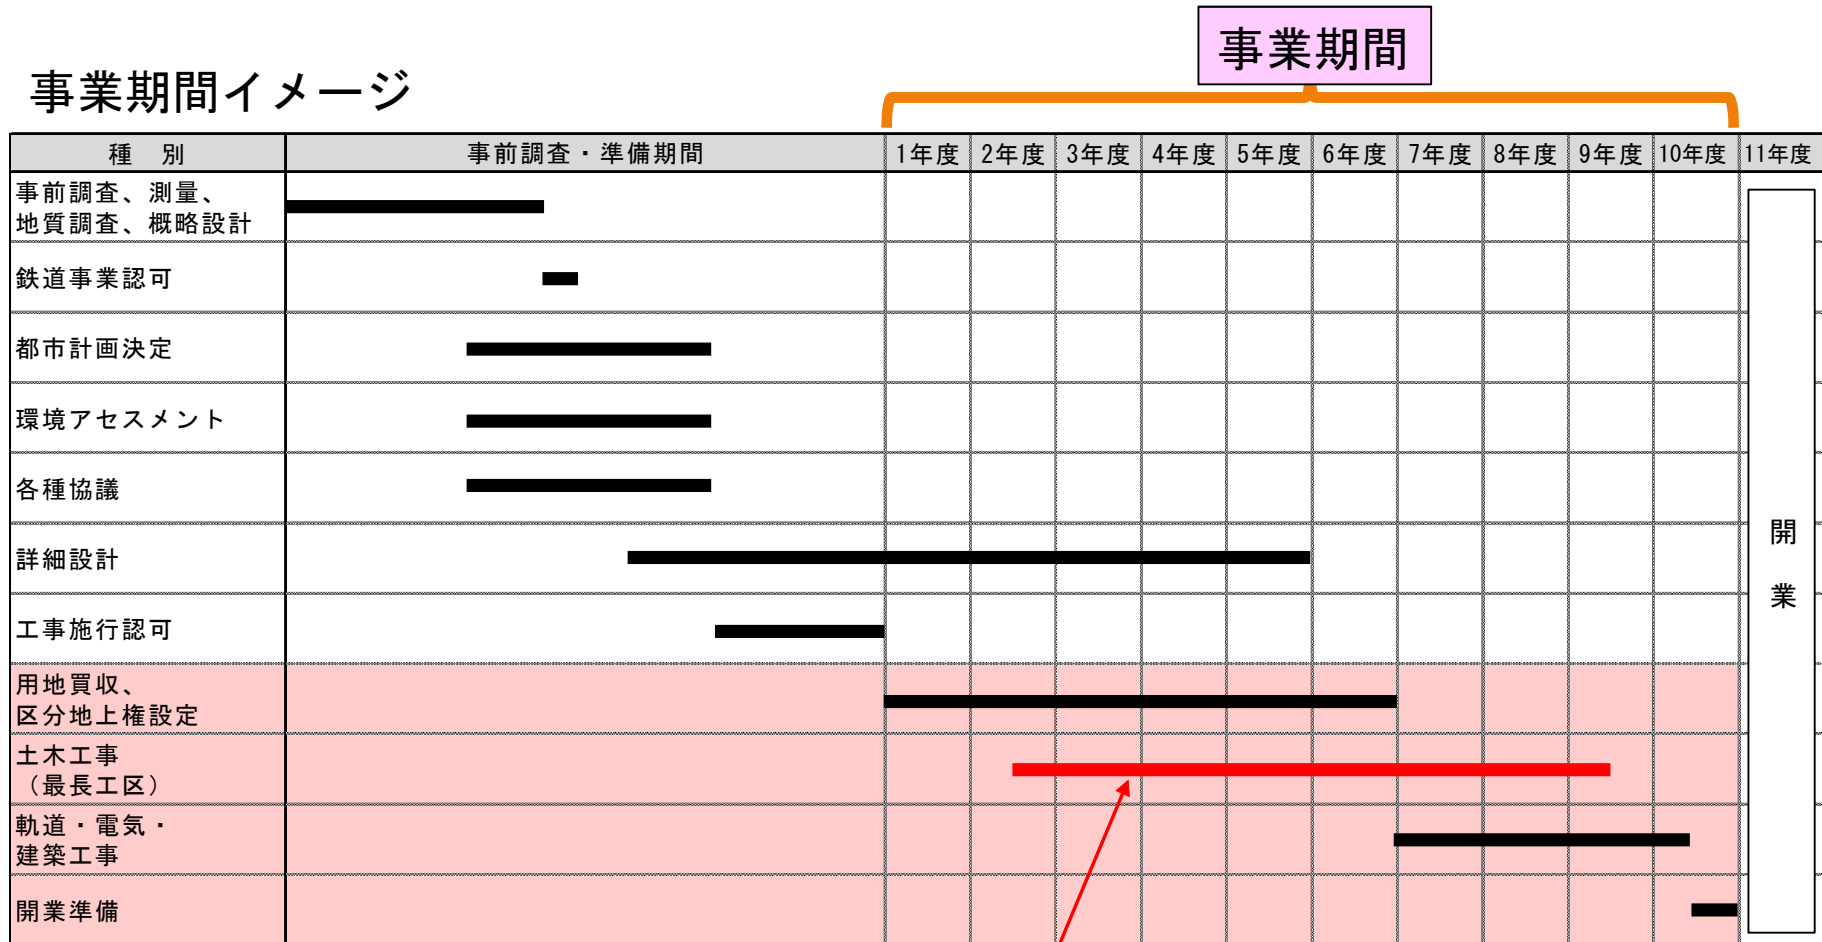 事業期間
事業期間イメージ
種　別
事前調査・準備期間
1年度
2年度
3年度
4年度
5年度
6年度
7年度
8年度
9年度
10年度
11年度
事前調査、測量、
地質調査、概略設計
鉄道事業認可
都市計画決定
環境アセスメント
各種協議
詳細設計
工事施行認可
用地買収、
区分地上権設定
土木工事
（最長工区）
軌道・電気・
建築工事
開業準備
開
業